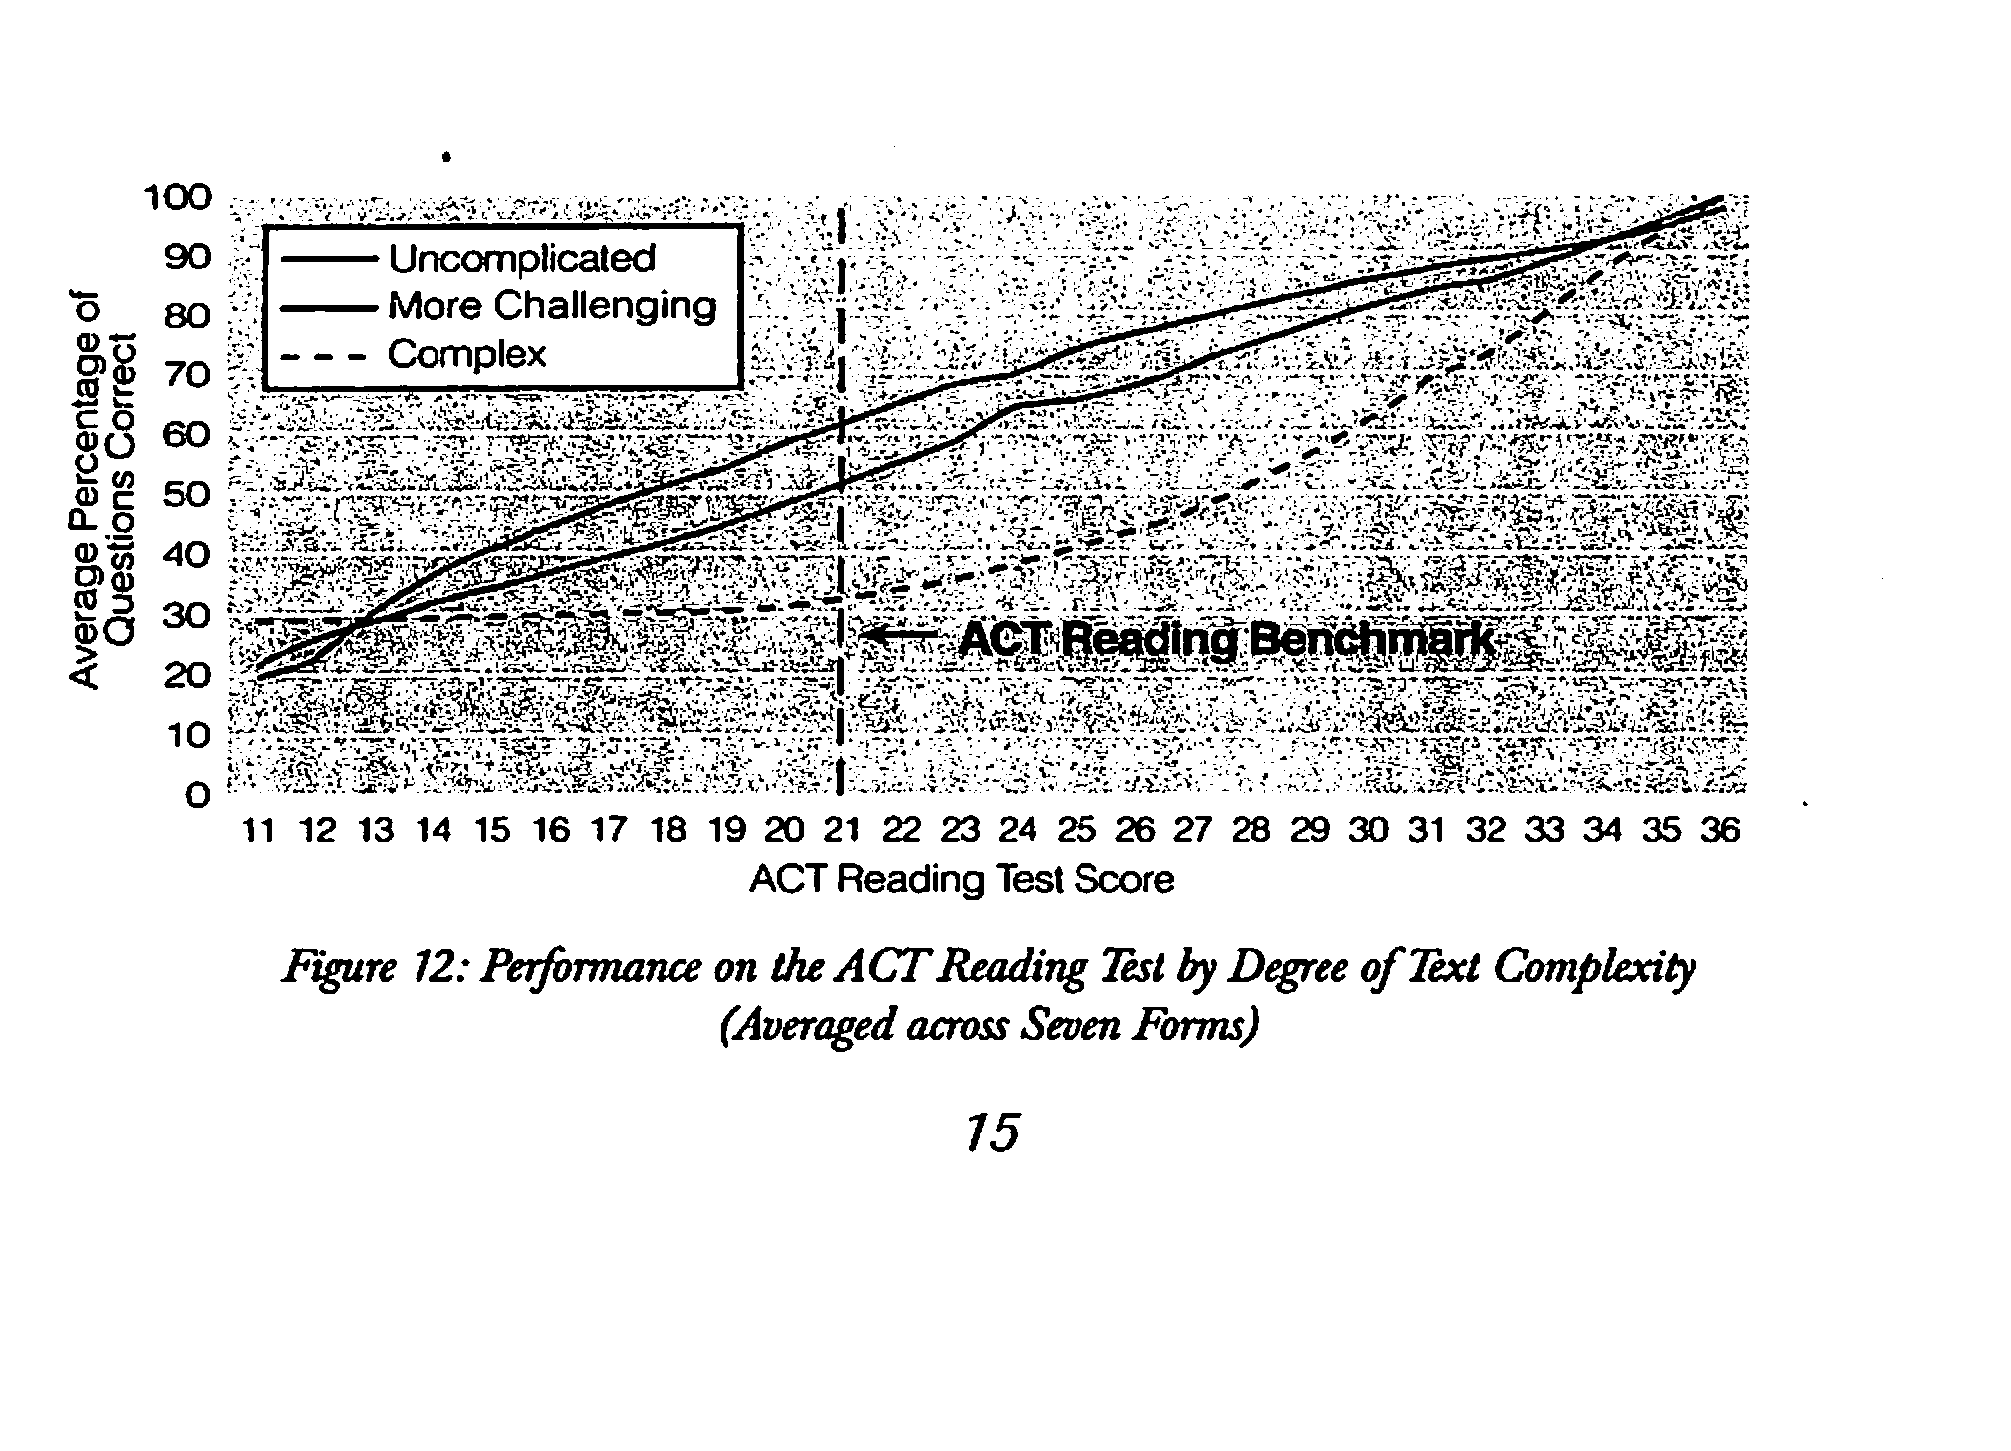 100
90
80
70
60
50
40
30
20
10
0
Average Percentage of
Questions Correct
Uncomplicated
More Challenging
Complex
ACT Reading Benchmark
11 12 13 14 15 16 17 18 19 20 21 22 23 24 25 26 27 28 29 30 31 32 33 34 35 36
ACT Reading Test Score
Figure 12: Performance on the ACT Reading Test by Degree of Text Complexity
(Averaged across Seven Forms)
15